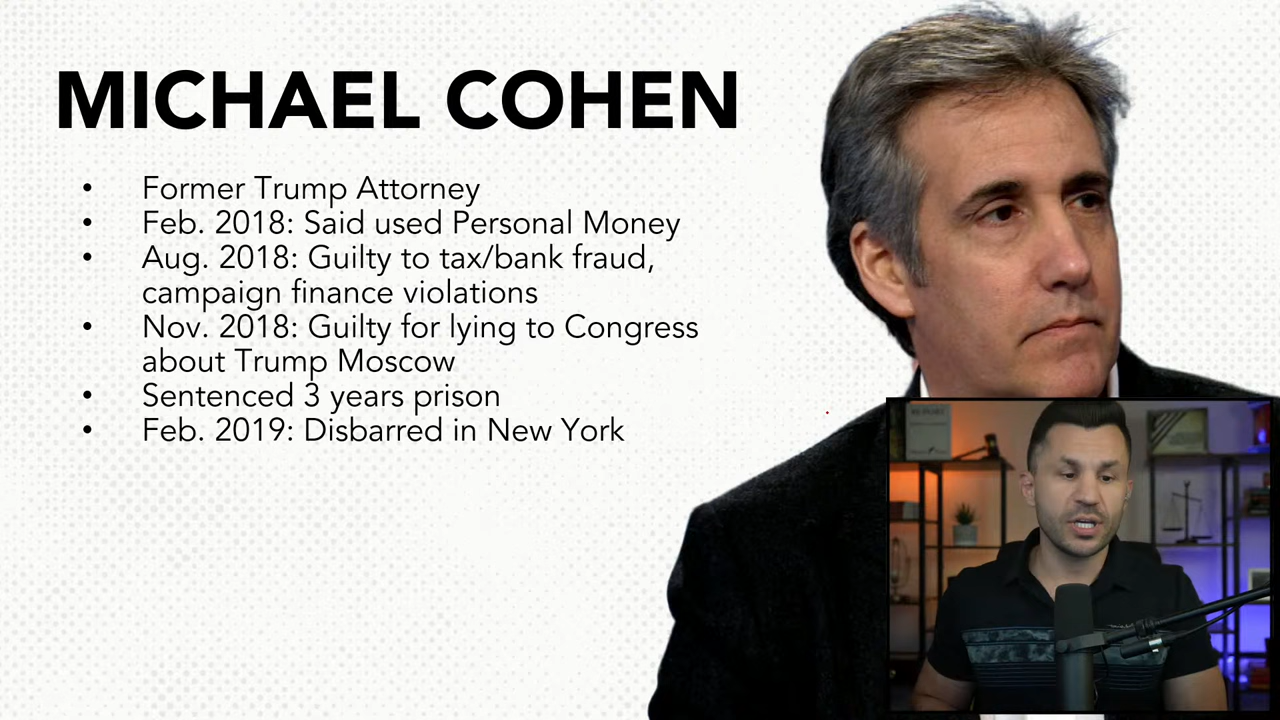 MICHAEL COHEN
• Former Trump Attorney
• Feb. 2018: Said used Personal Money
• Aug. 2018: Guilty to tax/bank fraud,
campaign finance violations
• Nov. 2018: Guilty for lying to Congress
about Trump Moscow
• Sentenced 3 years prison
• Feb. 2019: Disbarred in New York